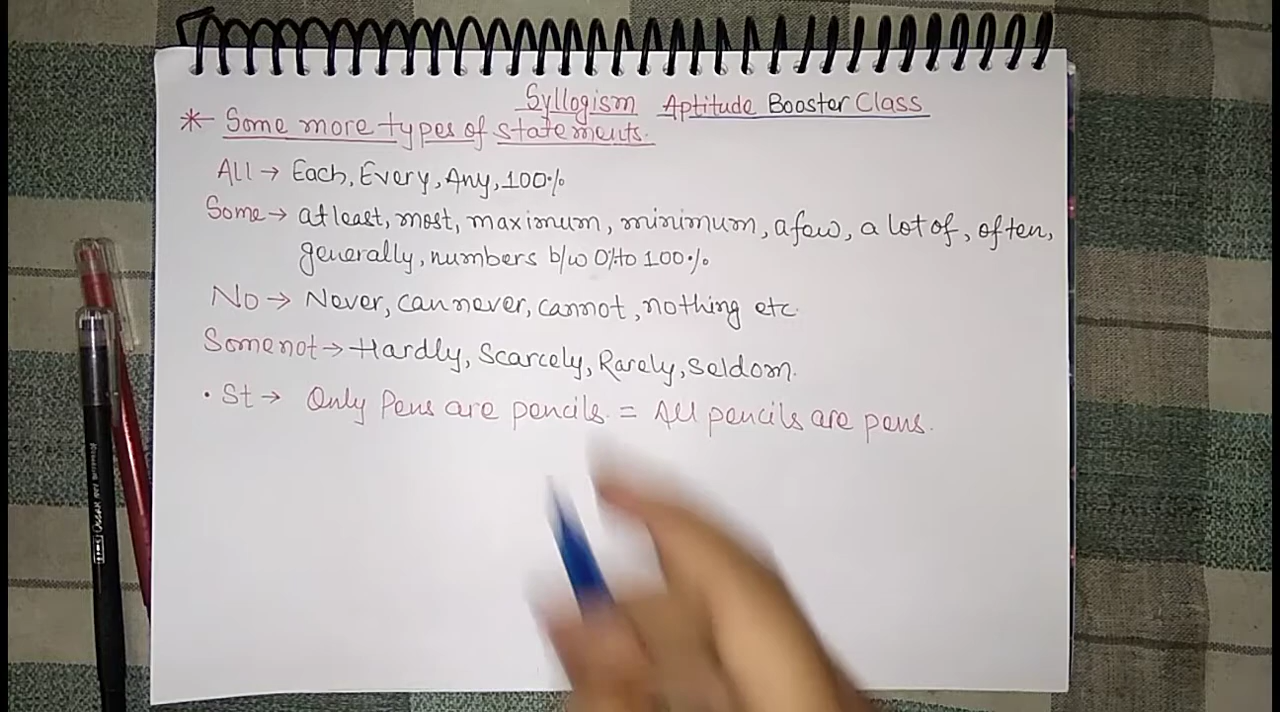 Syllogism Aptitude Booster Class
* Some more types of statements.
All → Each, Every, Any, 100%
Some → at least, most, maximum, minimum, a few, a lot of, often,
generally, numbers b/w 0% to 100%
No → Never, can never, cannot, nothing etc.
Some not → Hardly, Scarcely, Rarely, Seldom.
• St → Only Pens are pencils. = All pencils are pens.